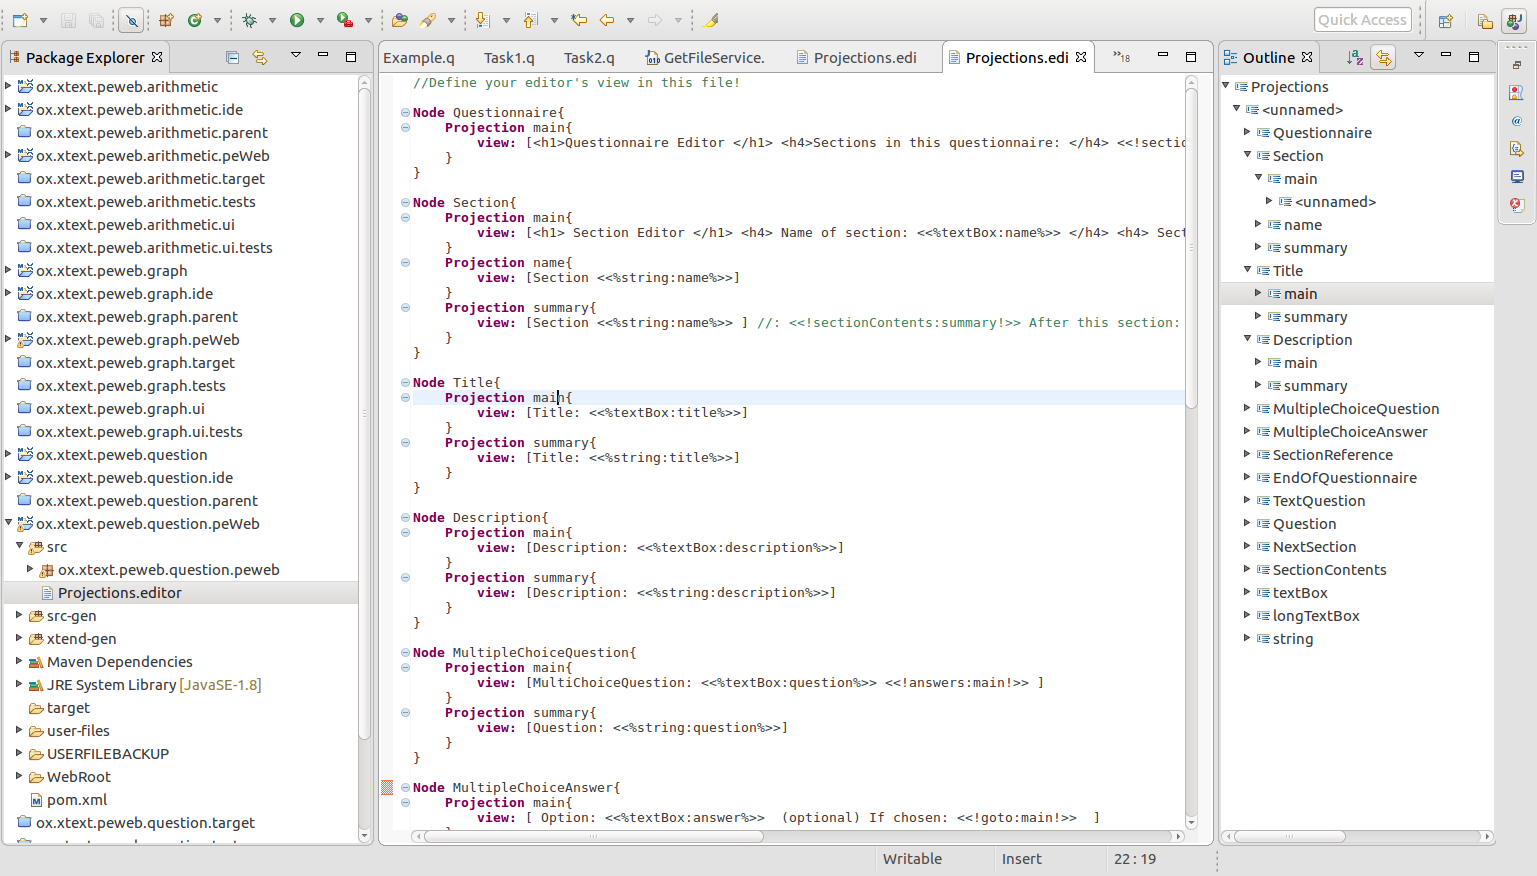 Quick Access
Package Explorer
ox.xtext.peweb.arithmetic
ox.xtext.peweb.arithmetic.ide
ox.xtext.peweb.arithmetic.parent
ox.xtext.peweb.arithmetic.peWeb
ox.xtext.peweb.arithmetic.target
ox.xtext.peweb.arithmetic.tests
ox.xtext.peweb.arithmetic.ui
ox.xtext.peweb.arithmetic.ui.tests
ox.xtext.peweb.graph
ox.xtext.peweb.graph.ide
ox.xtext.peweb.graph.parent
ox.xtext.peweb.graph.peWeb
ox.xtext.peweb.graph.target
ox.xtext.peweb.graph.tests
ox.xtext.peweb.graph.ui
ox.xtext.peweb.graph.ui.tests
ox.xtext.peweb.question
ox.xtext.peweb.question.ide
ox.xtext.peweb.question.parent
ox.xtext.peweb.question.peWeb
src
ox.xtext.peweb.question.peweb
Projections.editor
src-gen
xtend-gen
Maven Dependencies
JRE System Library [JavaSE-1.8]
target
user-files
USERFILEBACKUP
WebRoot
pom.xml
ox.xtext.peweb.question.target
Example.q Task1.q Task2.q GetFileService. Projections.edi Projections.edi »18
//Define your editor's view in this file!
Node Questionnaire{
Projection main{
view: [<h1>Questionnaire Editor </h1> <h4>Sections in this questionnaire: </h4> <<!sectio
}
}
Node Section{
Projection main{
view: [<h1> Section Editor </h1> <h4> Name of section: <<%textBox:name%>> </h4> <h4> Sect
}
Projection name{
view: [Section <<%string:name%>>]
}
Projection summary{
view: [Section <<%string:name%>> ] //: <<!sectionContents:summary!>> After this section:
}
}
Node Title{
Projection main{
view: [Title: <<%textBox:title%>>]
}
Projection summary{
view: [Title: <<%string:title%>>]
}
}
Node Description{
Projection main{
view: [Description: <<%textBox:description%>>]
}
Projection summary{
view: [Description: <<%string:description%>>]
}
}
Node MultipleChoiceQuestion{
Projection main{
view: [MultiChoiceQuestion: <<%textBox:question%>> <<!answers:main!>> ]
}
Projection summary{
view: [Question: <<%string:question%>>]
}
}
Node MultipleChoiceAnswer{
Projection main{
view: [ Option: <<%textBox:answer%>>  (optional) If chosen: <<!goto:main!>>  ]
Outline
Projections
<unnamed>
Questionnaire
Section
main
<unnamed>
name
summary
Title
main
summary
Description
main
summary
MultipleChoiceQuestion
MultipleChoiceAnswer
SectionReference
EndOfQuestionnaire
TextQuestion
Question
NextSection
SectionContents
textBox
longTextBox
string
Writable Insert 22 : 19